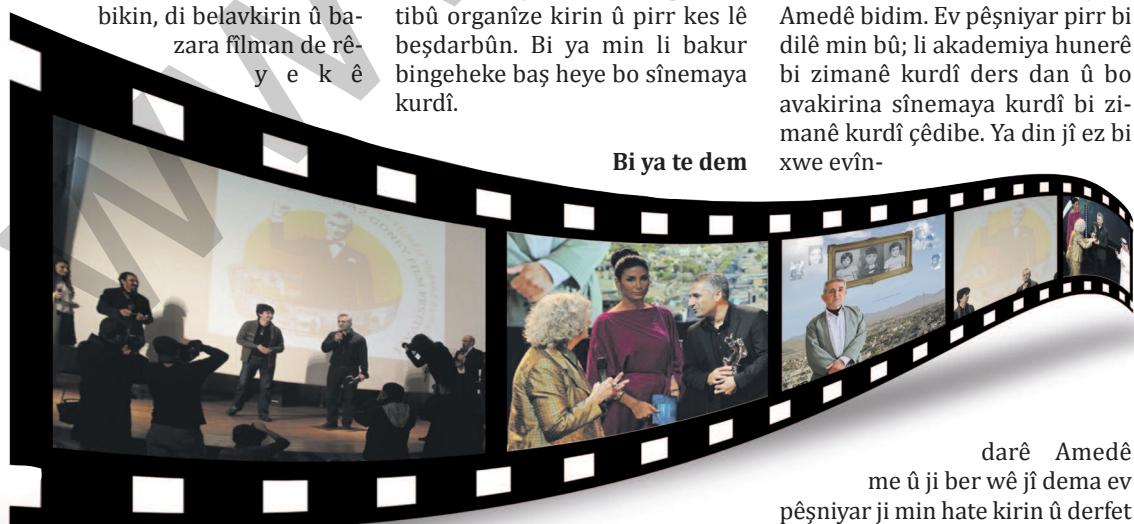 bikin, di belavkirin û ba-
zara fîlman de rê-
y e k ê
tibû organîze kirin û pirr kes lê
beşdarbûn. Bi ya min li bakur
bingeheke baş heye bo sînemaya
kurdî.
Bi ya te dem
Amedê bidim. Ev pêşniyar pirr bi
dilê min bû; li akademiya hunerê
bi zimanê kurdî ders dan û bo
avakirina sînemaya kurdî bi zi-
manê kurdî çêdibe. Ya din jî ez bi
xwe evîn-
darê Amedê
me û ji ber wê jî dema ev
pêşniyar ji min hate kirin û derfet